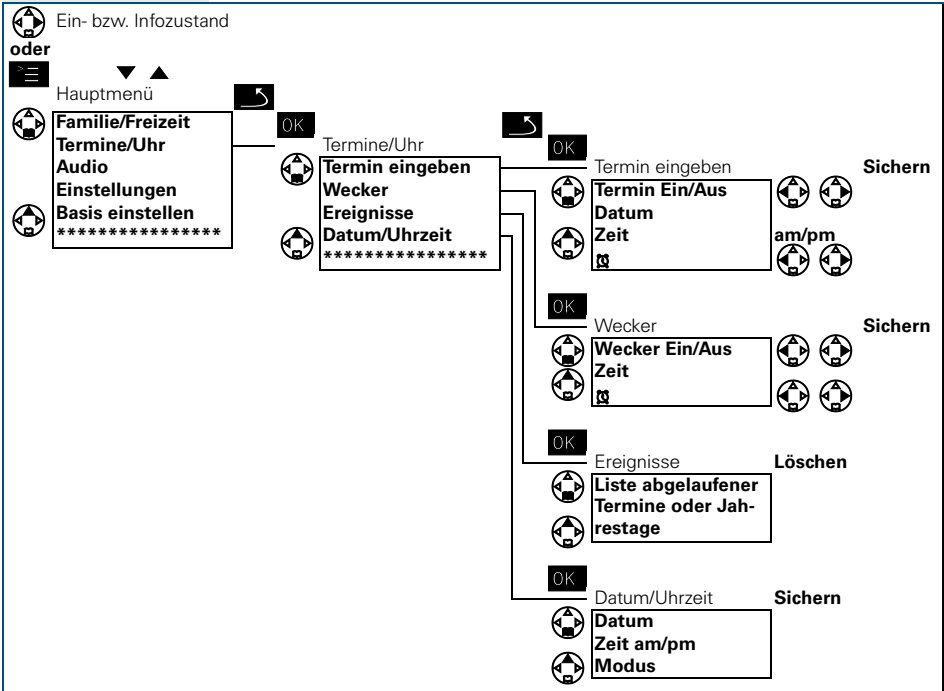 Ein- bzw. Infozustand
oder
Hauptmenü
Familie/Freizeit
Termine/Uhr
Audio
Einstellungen
Basis einstellen
****************
OK
Termine/Uhr
Termin eingeben
Wecker
Ereignisse
Datum/Uhrzeit
****************
OK
Termin eingeben
Sichern
Termin Ein/Aus
Datum
Zeit
am/pm
OK
Wecker
Sichern
Wecker Ein/Aus
Zeit
OK
Ereignisse
Löschen
Liste abgelaufener
Termine oder Jah-
restage
OK
Datum/Uhrzeit
Sichern
Datum
Zeit am/pm
Modus